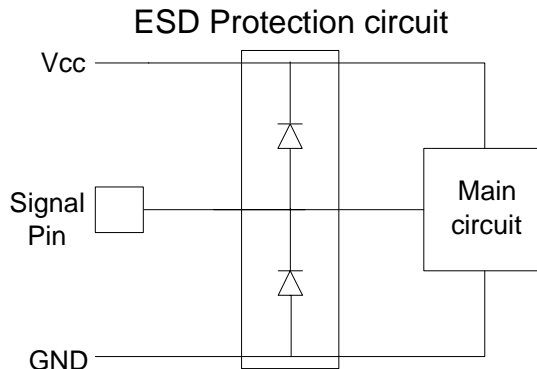 ESD Protection circuit
Vcc
Signal
Pin
Main
circuit
GND